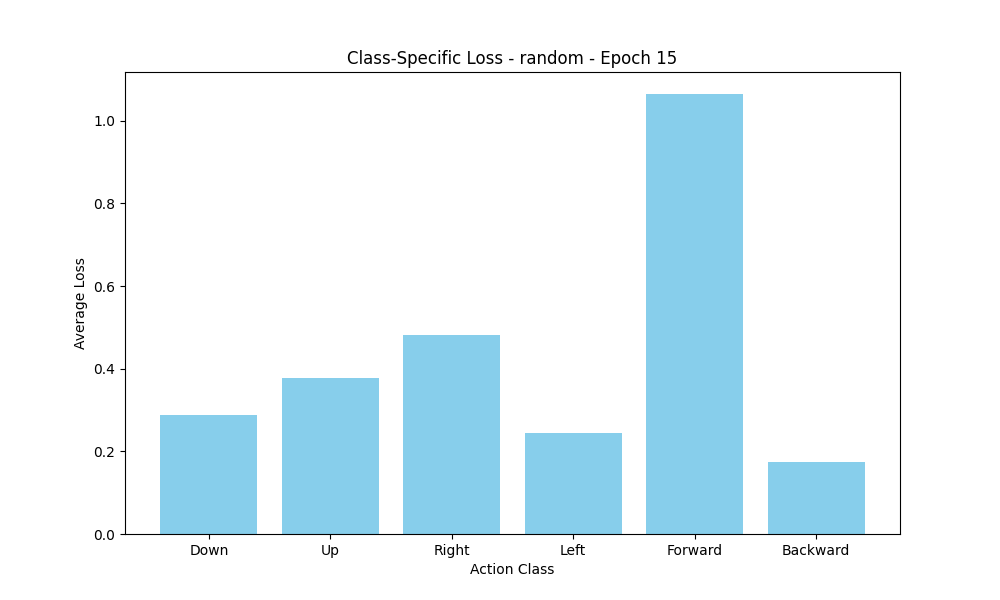 Class-Specific Loss - random - Epoch 15
1.0
0.8
0.6
0.4
0.2
0.0
Average Loss
Down Up Right Left Forward Backward
Action Class